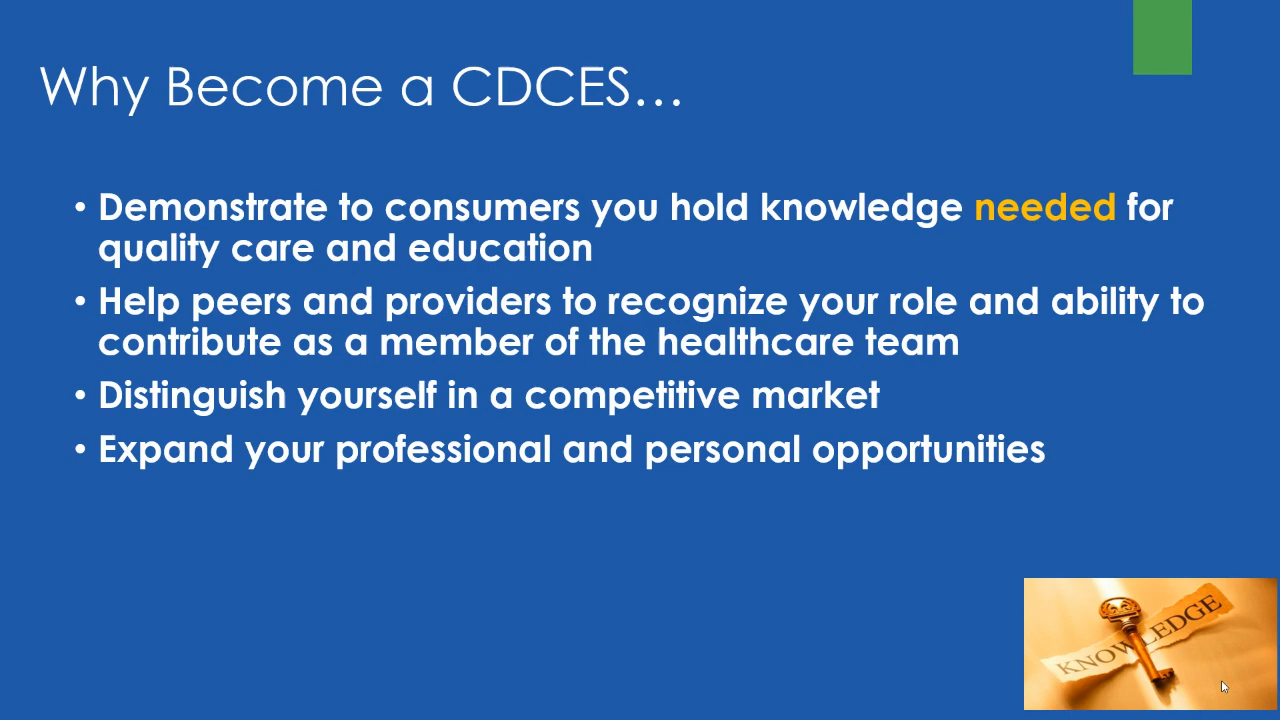 Why Become a CDCES...
• Demonstrate to consumers you hold knowledge needed for
quality care and education
• Help peers and providers to recognize your role and ability to
contribute as a member of the healthcare team
• Distinguish yourself in a competitive market
• Expand your professional and personal opportunities
KNOWLEDGE